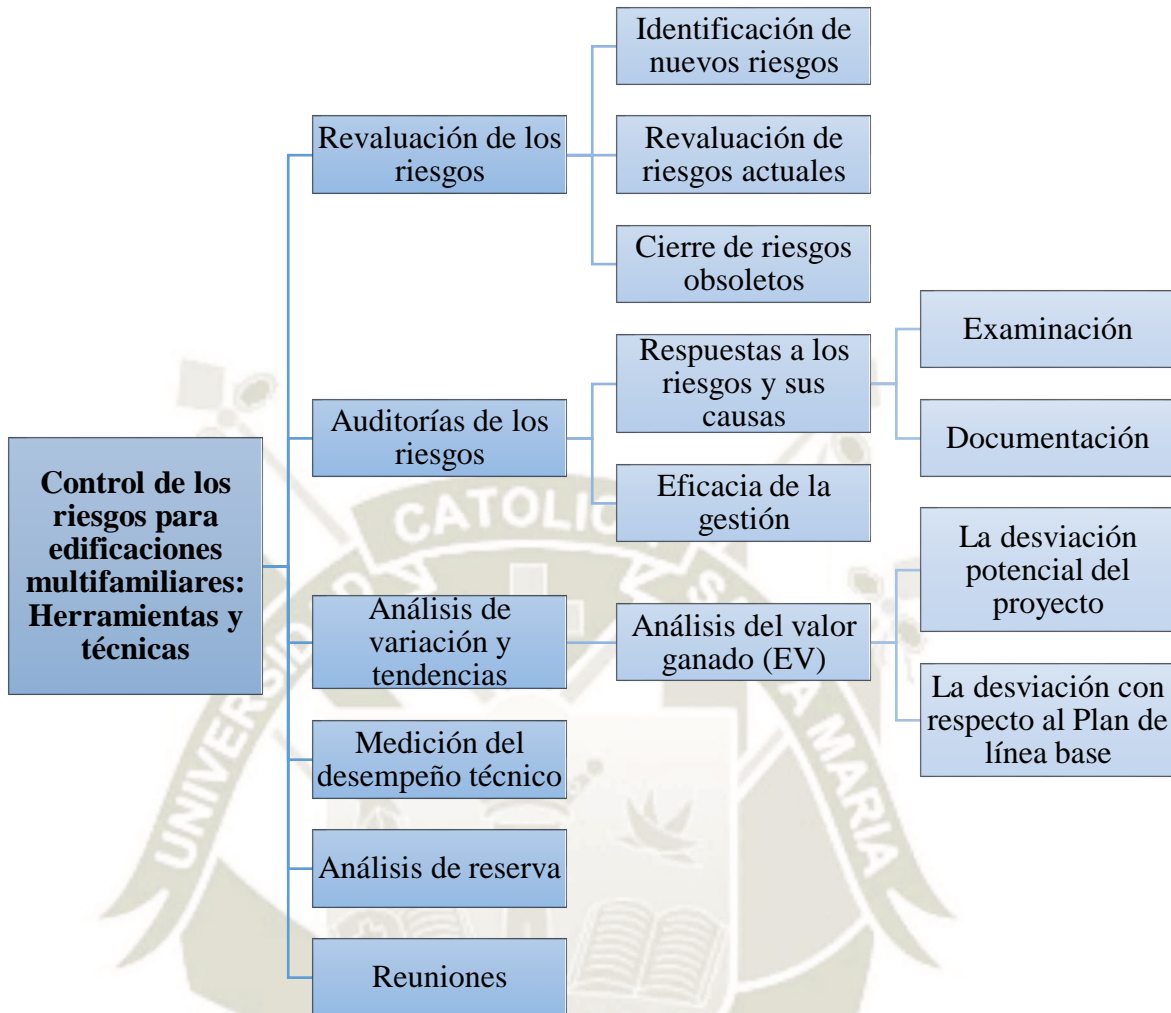 Control de los
riesgos para
edificaciones
multifamiliares:
Herramientas y
técnicas
Revaluación de los
riesgos
Identificación de
nuevos riesgos
Revaluación de
riesgos actuales
Cierre de riesgos
obsoletos
Auditorías de los
riesgos
Respuestas a los
riesgos y sus
causas
Examinación
Documentación
Eficacia de la
gestión
Análisis de
variación y
tendencias
Análisis del valor
ganado (EV)
La desviación
potencial del
proyecto
La desviación con
respecto al Plan de
línea base
Medición del
desempeño técnico
Análisis de reserva
Reuniones
UNIVERSID
CATOLIC
MARIA